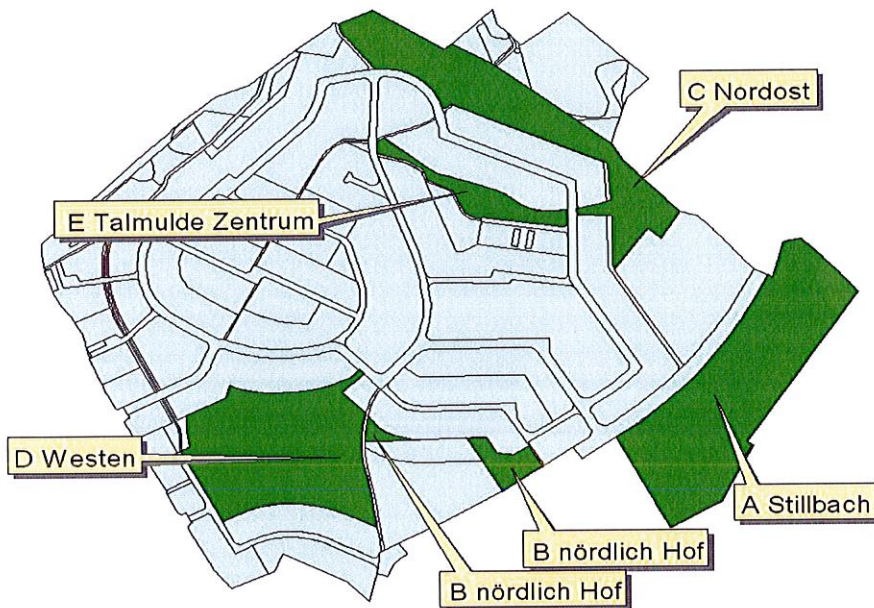 C Nordost
E Talmulde Zentrum
D Westen
A Stillbach
B nördlich Hof
B nördlich Hof